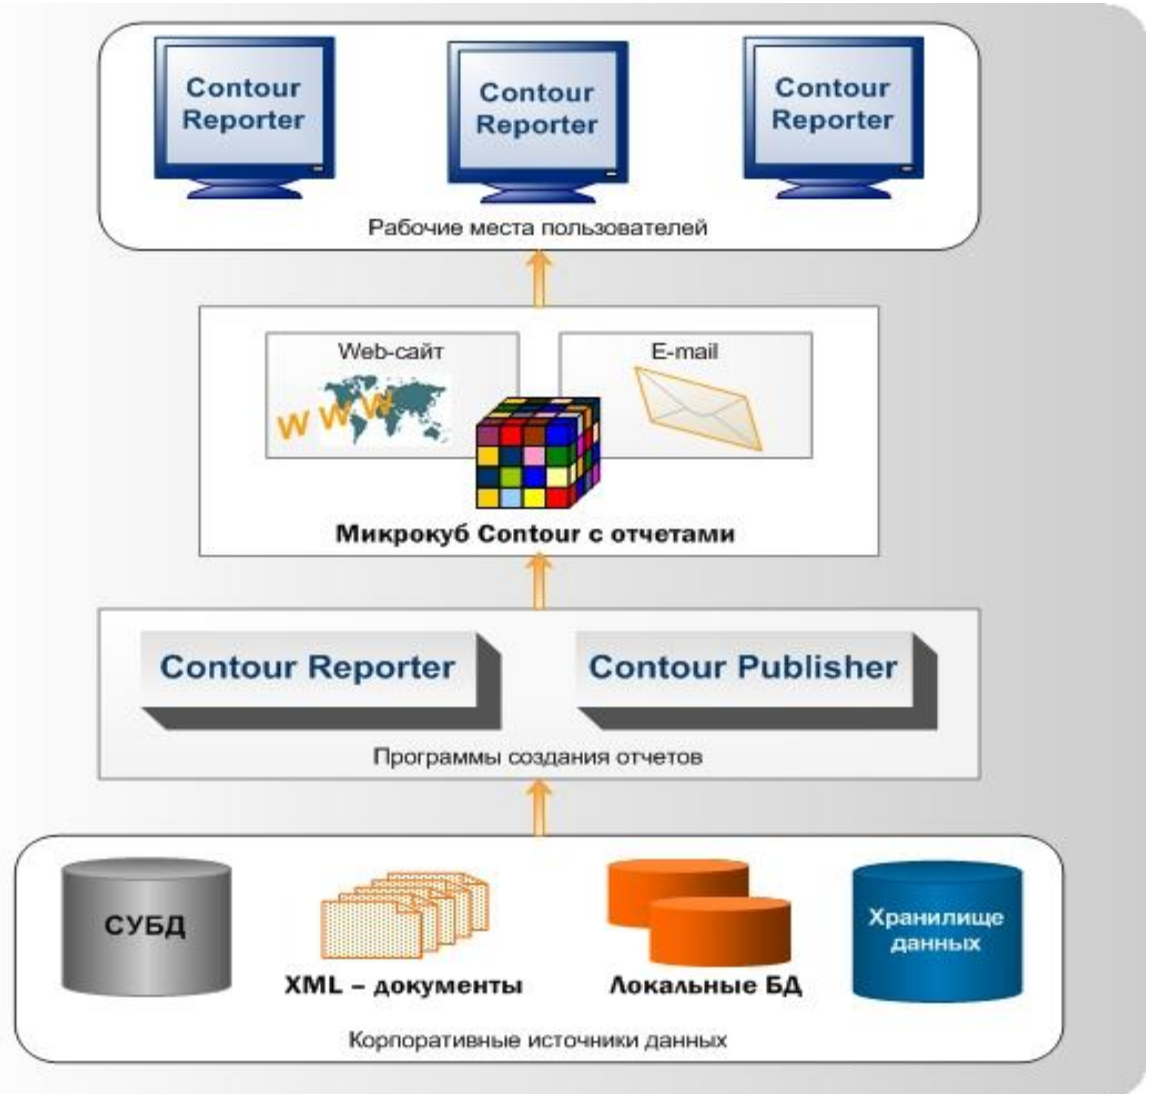 Contour
Reporter
Contour
Reporter
Contour
Reporter
Рабочие места пользователей
Web-сайт
E-mail
W W W
Микрокуб Contour с отчетами
Contour Reporter
Contour Publisher
Программы создания отчетов
СУБД
XML – документы
Локальные БД
Хранилище
данных
Корпоративные источники данных